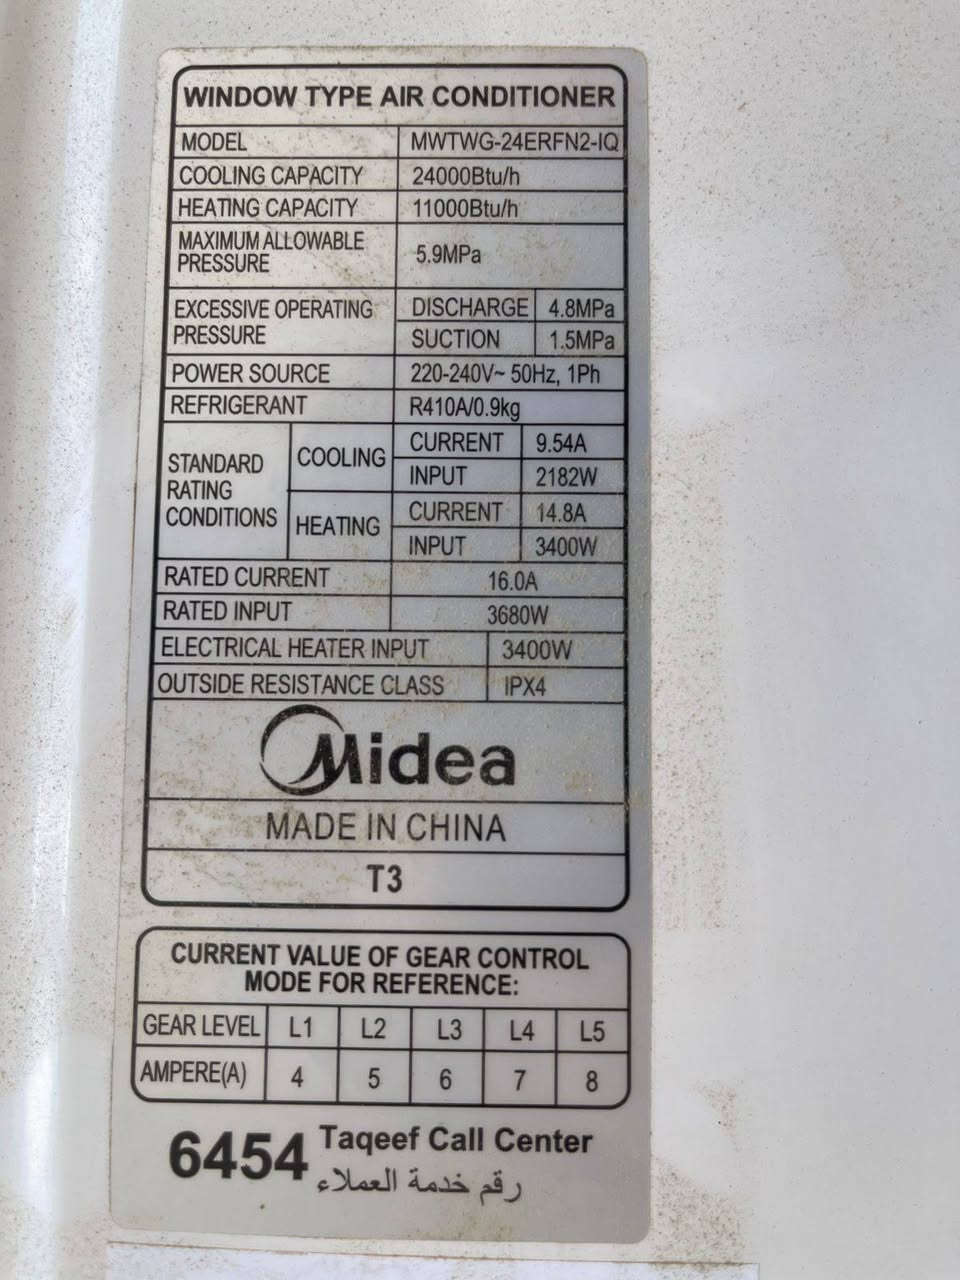 WINDOW TYPE AIR CONDITIONER
MODEL MWTWG-24ERFN2-IQ
COOLING CAPACITY 24000Btu/h
HEATING CAPACITY 11000Btu/h
MAXIMUM ALLOWABLE
PRESSURE 5.9MPa
EXCESSIVE OPERATING
PRESSURE
DISCHARGE 4.8MPa
SUCTION 1.5MPa
POWER SOURCE 220-240V~ 50Hz, 1Ph
REFRIGERANT R410A/0.9kg
STANDARD
RATING
CONDITIONS
COOLING
CURRENT 9.54A
INPUT 2182W
HEATING
CURRENT 14.8A
INPUT 3400W
RATED CURRENT 16.0A
RATED INPUT 3680W
ELECTRICAL HEATER INPUT 3400W
OUTSIDE RESISTANCE CLASS IPX4
Midea
MADE IN CHINA
T3
CURRENT VALUE OF GEAR CONTROL
MODE FOR REFERENCE:
GEAR LEVEL L1 L2 L3 L4 L5
AMPERE(A) 4 5 6 7 8
6454 Taqeef Call Center
رقم خدمة العملاء